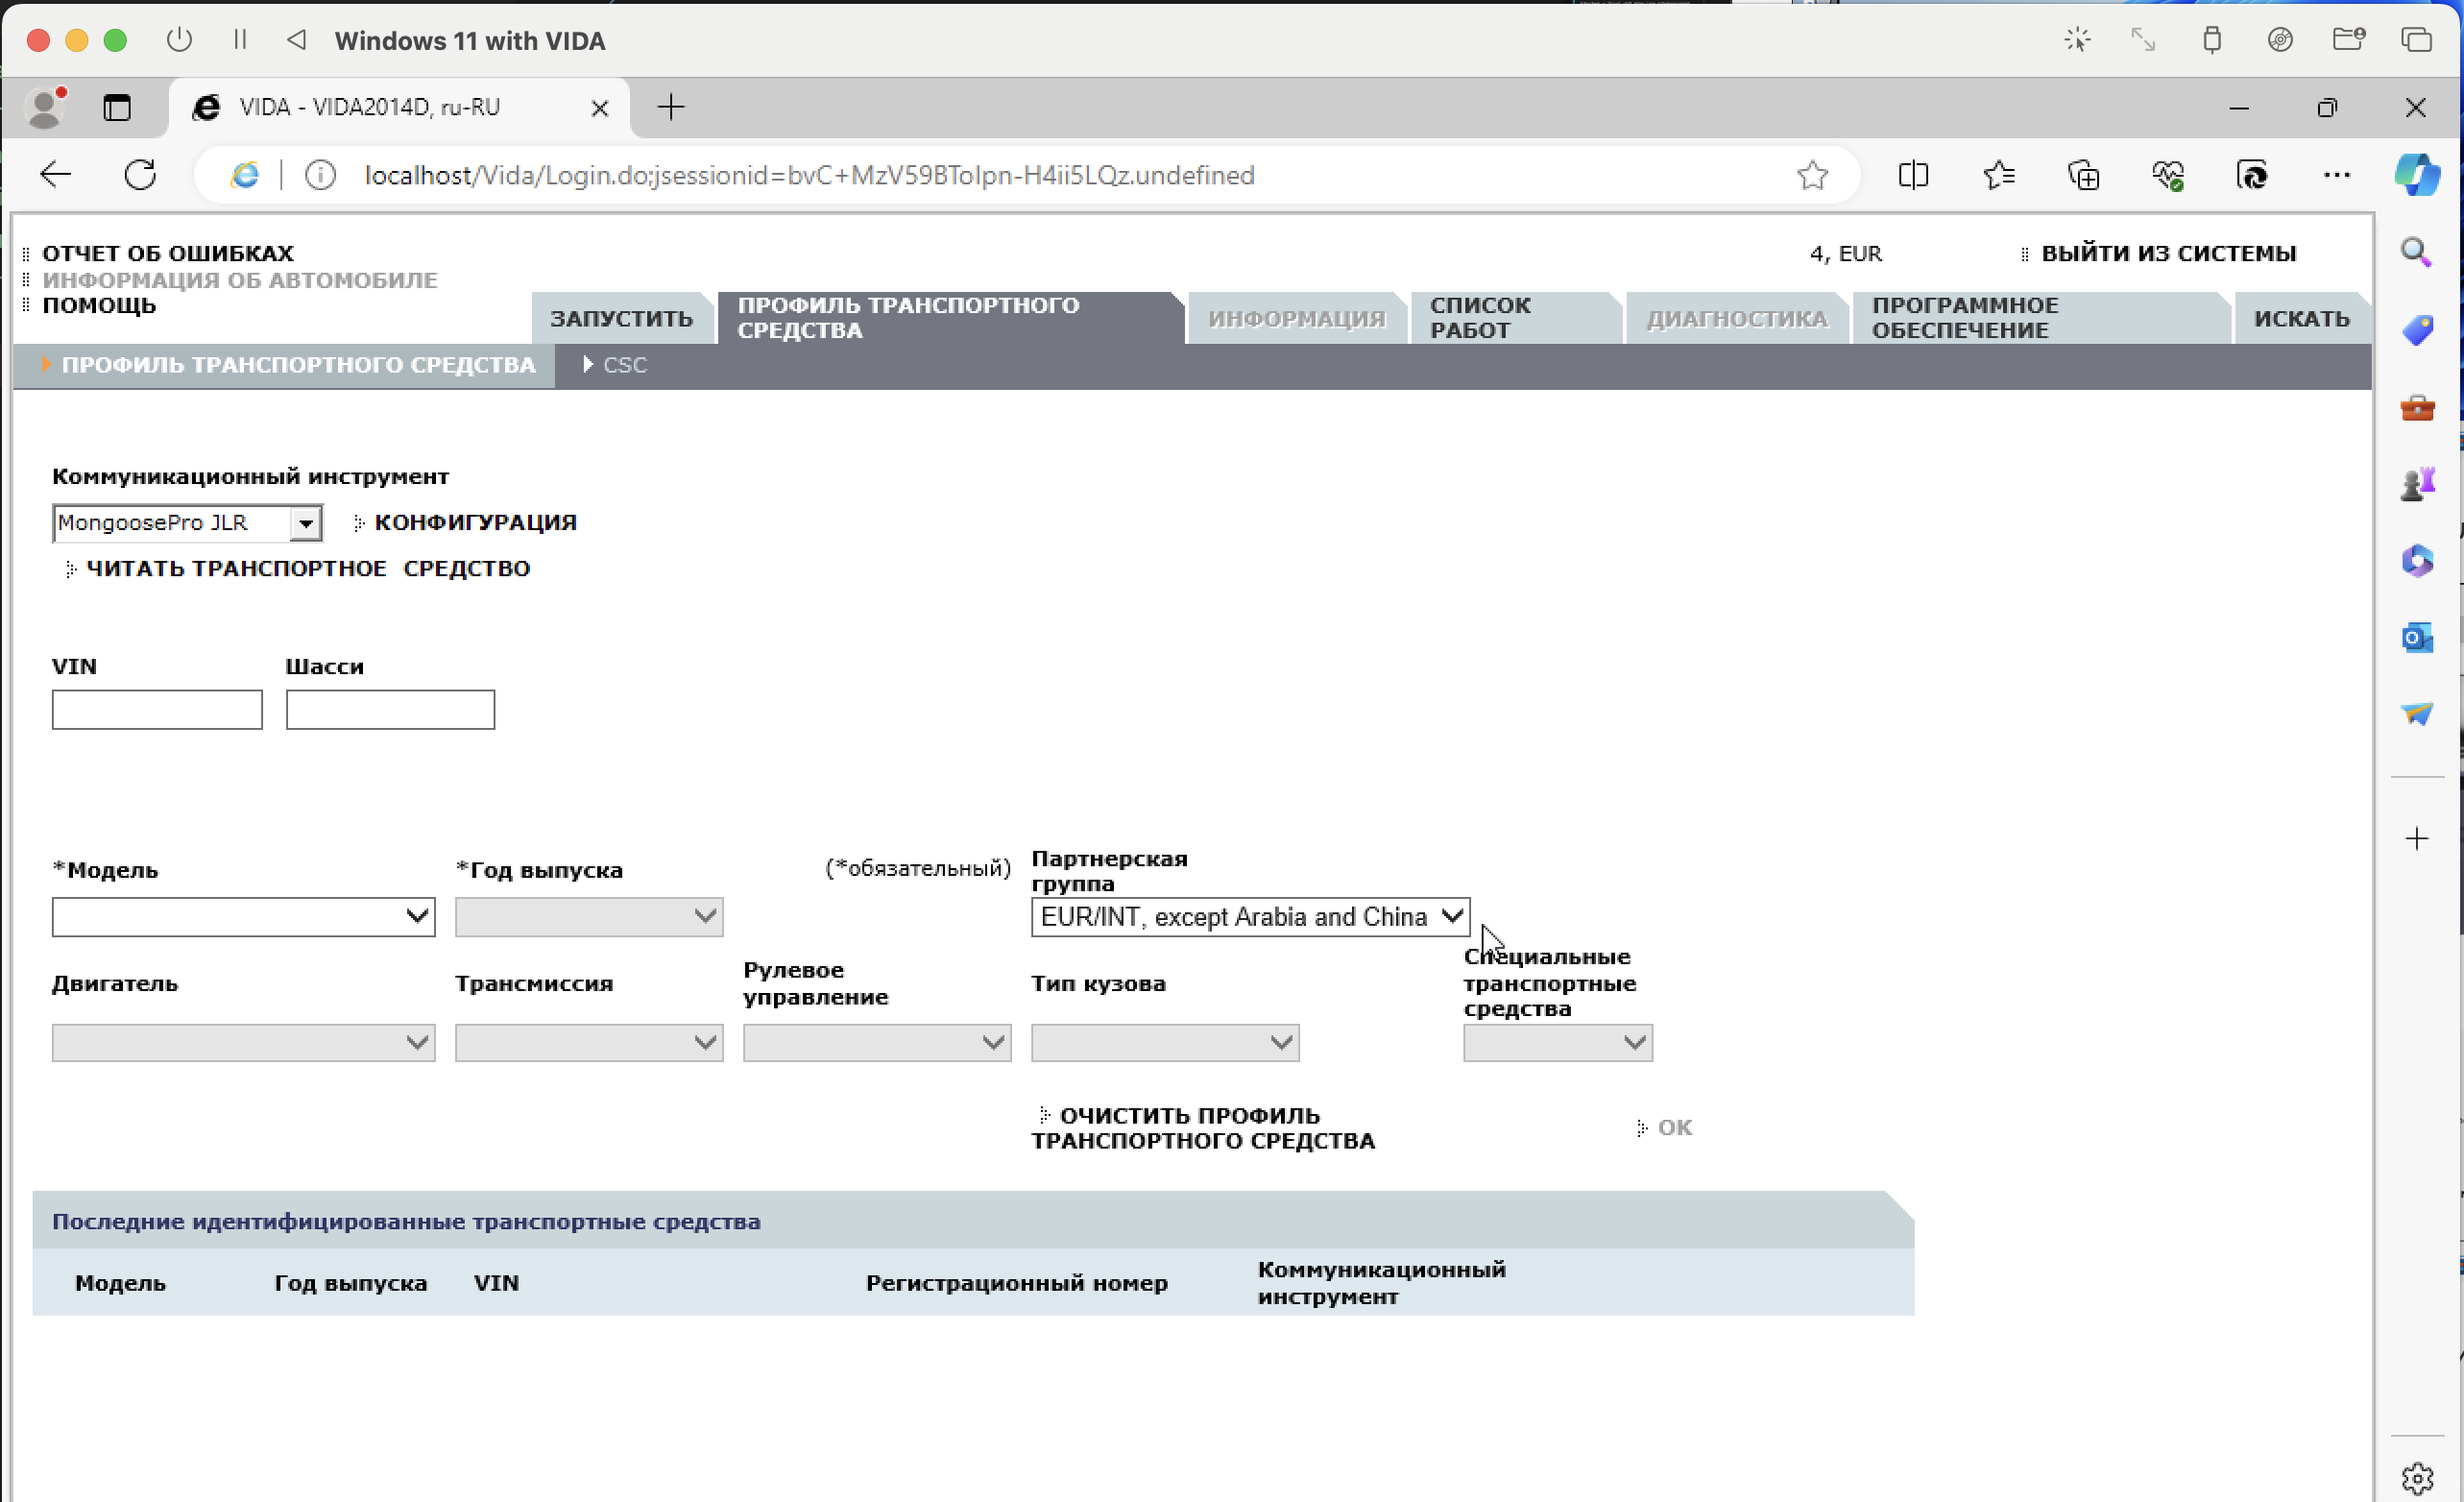 Windows 11 with VIDA
VIDA - VIDA2014D, ru-RU
localhost/Vida/Login.do;jsessionid=bvC+MzV59BToIpn-H4ii5LQz.undefined
ОТЧЕТ ОБ ОШИБКАХ
4, EUR
ВЫЙТИ ИЗ СИСТЕМЫ
ИНФОРМАЦИЯ ОБ АВТОМОБИЛЕ
ПОМОЩЬ
ЗАПУСТИТЬ
ПРОФИЛЬ ТРАНСПОРТНОГО
СРЕДСТВА
ИНФОРМАЦИЯ
СПИСОК
РАБОТ
ДИАГНОСТИКА
ПРОГРАММНОЕ
ОБЕСПЕЧЕНИЕ
ИСКАТЬ
ПРОФИЛЬ ТРАНСПОРТНОГО СРЕДСТВА
CSC
Коммуникационный инструмент
MongoosePro JLR
КОНФИГУРАЦИЯ
ЧИТАТЬ ТРАНСПОРТНОЕ СРЕДСТВО
VIN
Шасси
*Модель
*Год выпуска
(*обязательный)
Партнерская
группа
EUR/INT, except Arabia and China
Двигатель
Трансмиссия
Рулевое
управление
Тип кузова
Специальные
транспортные
средства
ОЧИСТИТЬ ПРОФИЛЬ
ТРАНСПОРТНОГО СРЕДСТВА
OK
Последние идентифицированные транспортные средства
Модель
Год выпуска
VIN
Регистрационный номер
Коммуникационный
инструмент